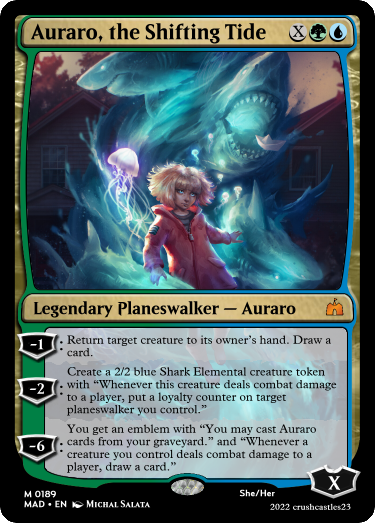 Auraro, the Shifting Tide X
Legendary Planeswalker — Auraro
-1: Return target creature to its owner's hand. Draw a
card.
Create a 2/2 blue Shark Elemental creature token
-2: with “Whenever this creature deals combat damage
to a player, put a loyalty counter on target
planeswalker you control.”
You get an emblem with “You may cast Auraro
-6: cards from your graveyard.” and “Whenever a
creature you control deals combat damage to a
player, draw a card.”
X
M 0189
MAD • EN Michal Salata
She/Her
2022 crushcastles23